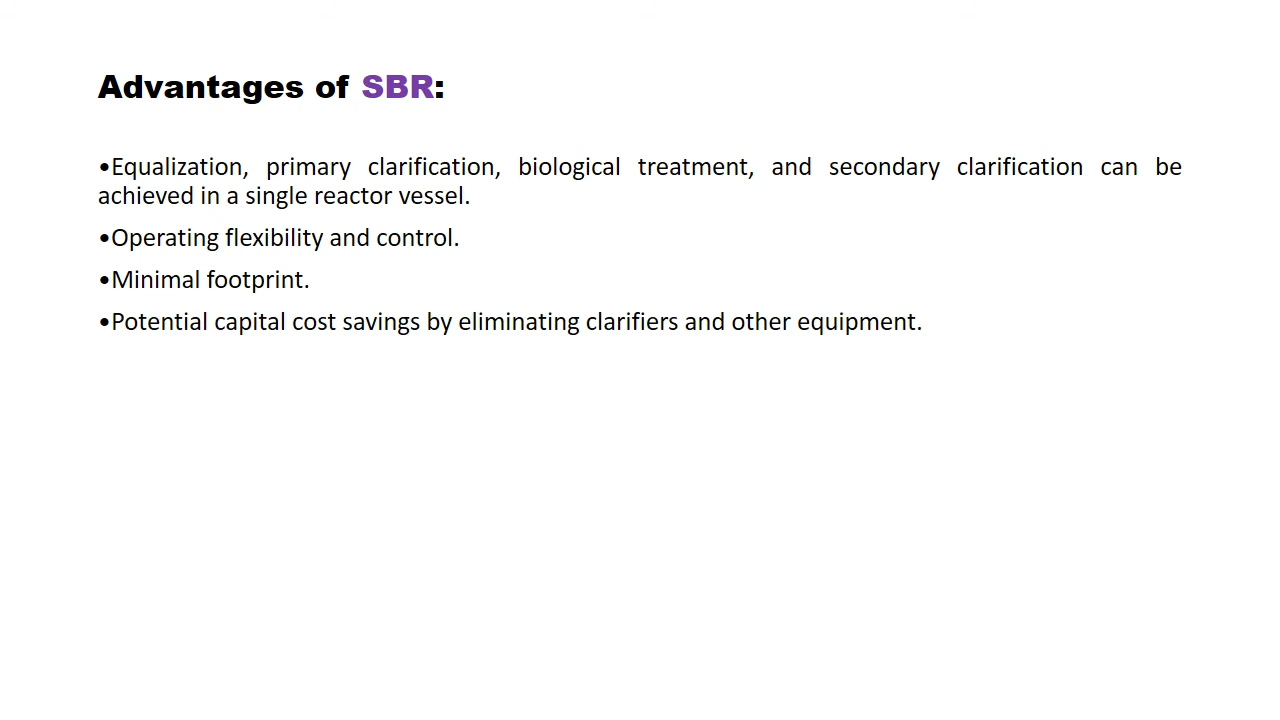 Advantages of SBR:
•Equalization, primary clarification, biological treatment, and secondary clarification can be
achieved in a single reactor vessel.
•Operating flexibility and control.
•Minimal footprint.
•Potential capital cost savings by eliminating clarifiers and other equipment.